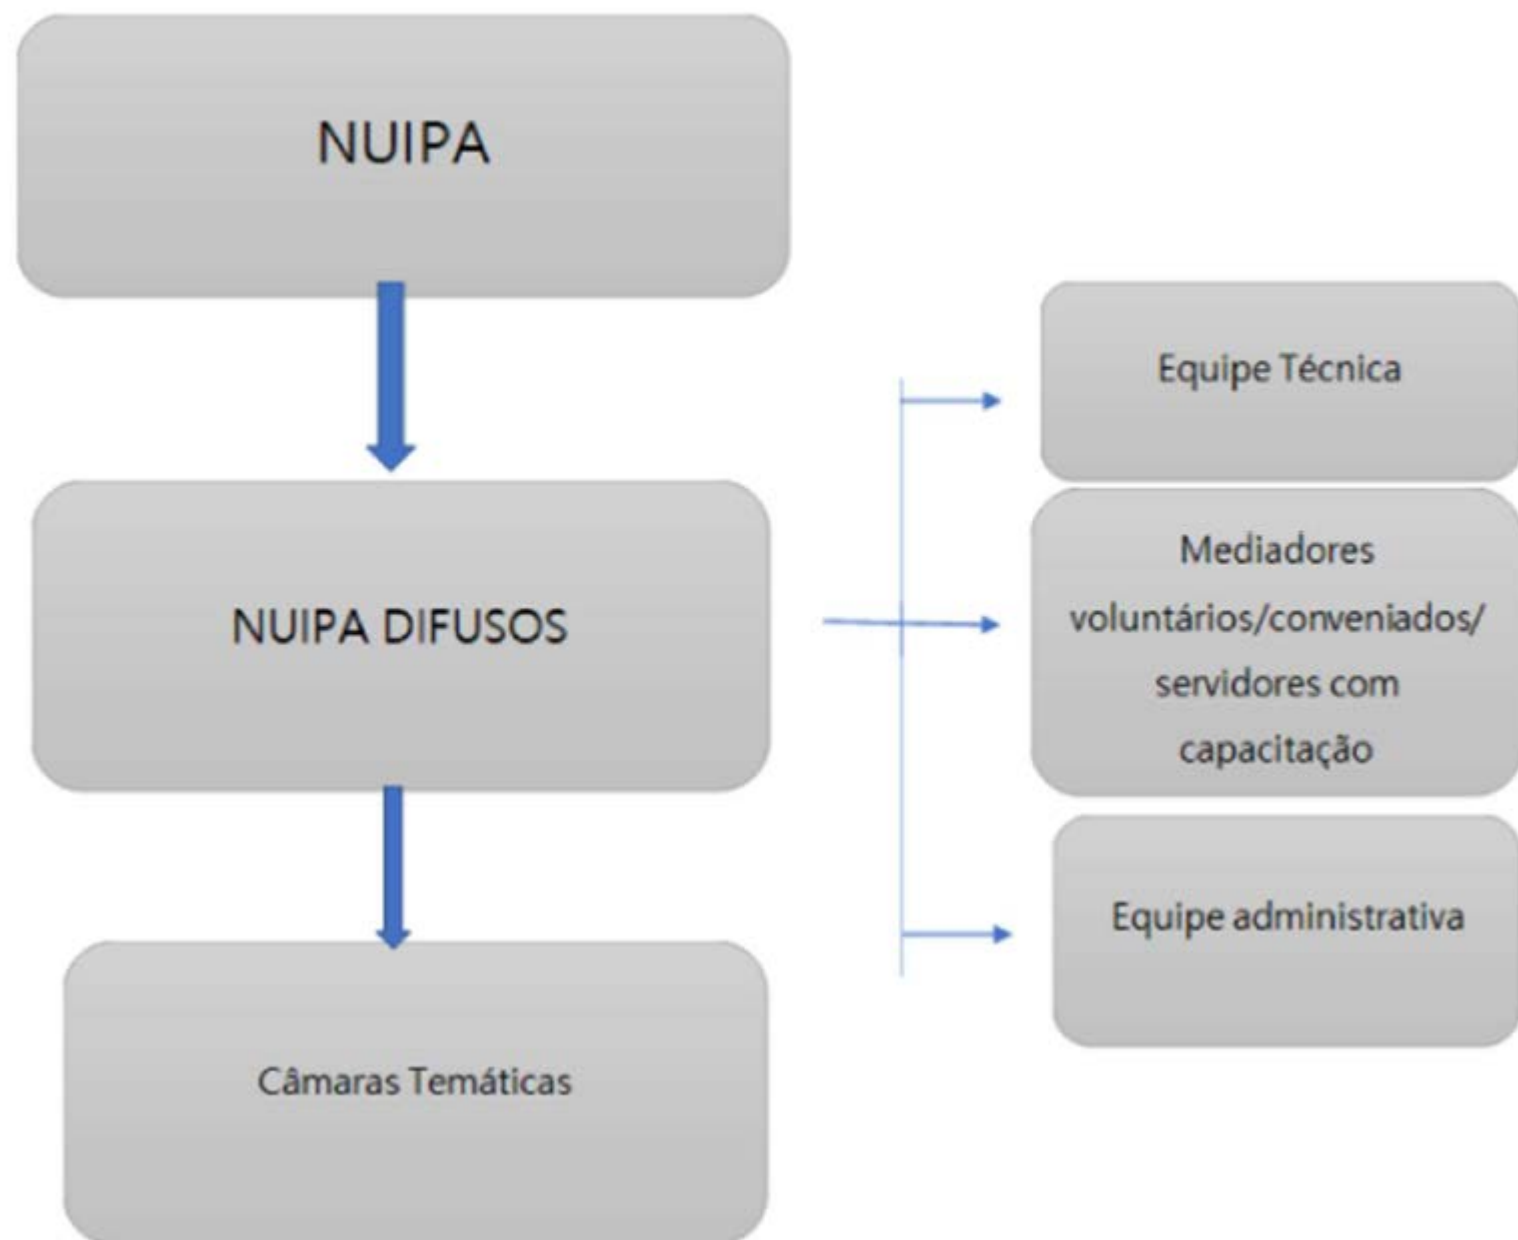 NUIPA
NUIPA DIFUSOS
Câmaras Temáticas
Equipe Técnica
Mediadores
voluntários/conveniados/
servidores com
capacitação
Equipe administrativa